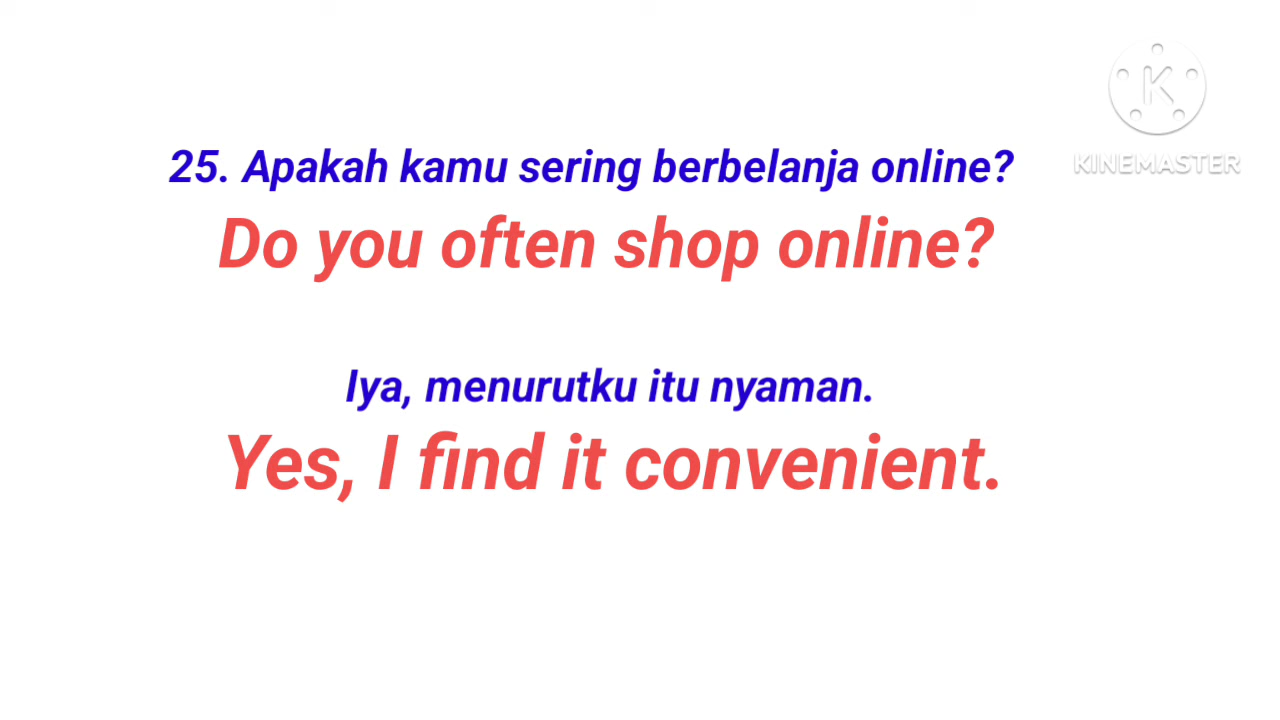 KINEMASTER
25. Apakah kamu sering berbelanja online?
Do you often shop online?
Iya, menurutku itu nyaman.
Yes, I find it convenient.